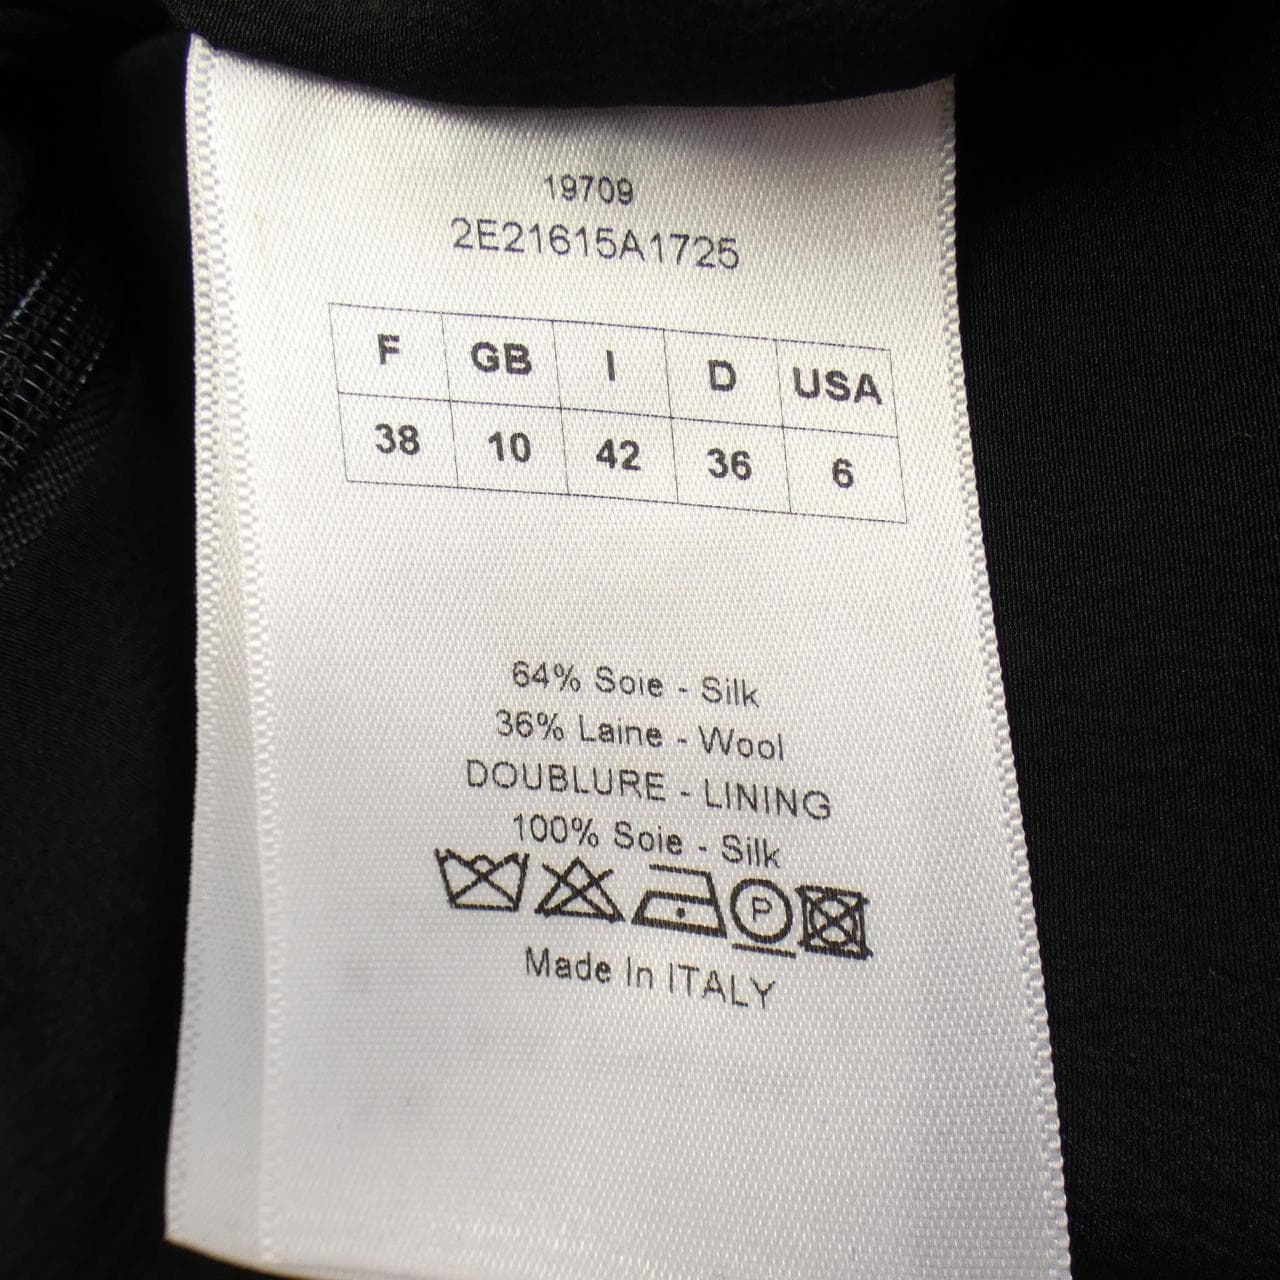 19709
2E21615A1725
F GB I D USA
38 10 42 36 6
64% Soie - Silk
36% Laine - Wool
DOUBLURE - LINING
100% Soie - Silk
P
Made In ITALY